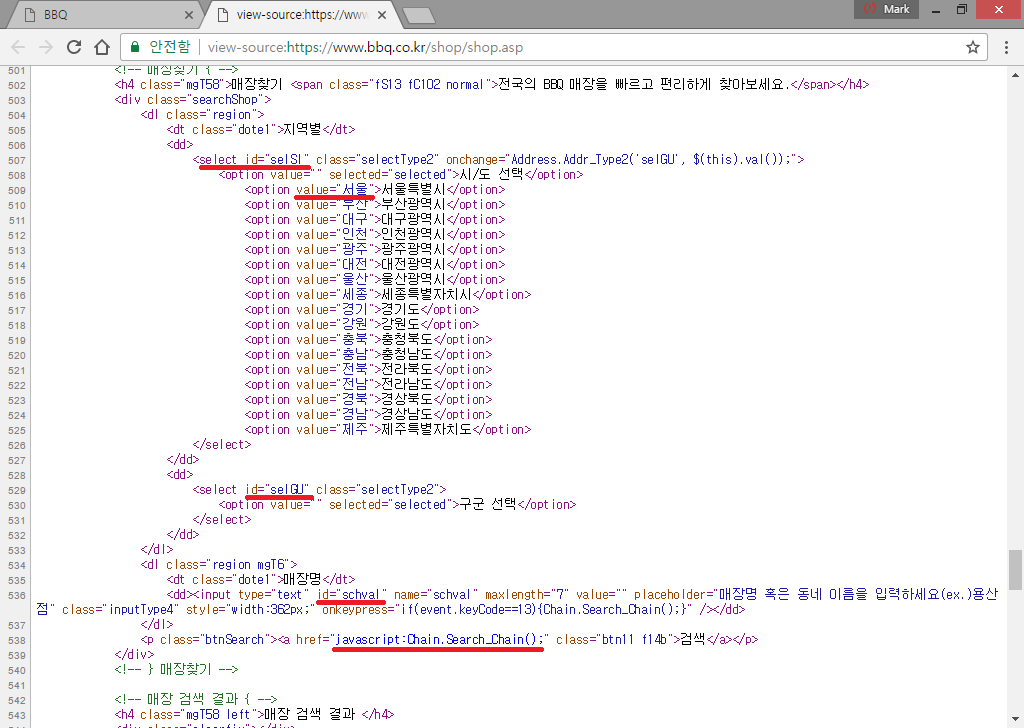 BBQ
view-source:https://www
Mark
안전함
view-source:https://www.bbq.co.kr/shop/shop.asp
501 <!-- 매장찾기 { -->
502 <h4 class="mgT58">매장찾기 <span class="fS13 fC102 normal">전국의 BBQ 매장을 빠르고 편리하게 찾아보세요.</span></h4>
503 <div class="searchShop">
504 <dl class="region">
505 <dt class="dote1">지역별</dt>
506 <dd>
507 <select id="selSI" class="selectType2" onchange="Address.Addr_Type2('selGU', $(this).val());">
508 <option value="" selected="selected">시/도 선택</option>
509 <option value="서울">서울특별시</option>
510 <option value="부산">부산광역시</option>
511 <option value="대구">대구광역시</option>
512 <option value="인천">인천광역시</option>
513 <option value="광주">광주광역시</option>
514 <option value="대전">대전광역시</option>
515 <option value="울산">울산광역시</option>
516 <option value="세종">세종특별자치시</option>
517 <option value="경기">경기도</option>
518 <option value="강원">강원도</option>
519 <option value="충북">충청북도</option>
520 <option value="충남">충청남도</option>
521 <option value="전북">전라북도</option>
522 <option value="전남">전라남도</option>
523 <option value="경북">경상북도</option>
524 <option value="경남">경상남도</option>
525 <option value="제주">제주특별자치도</option>
526 </select>
527 </dd>
528 <dd>
529 <select id="selGU" class="selectType2">
530 <option value="" selected="selected">구군 선택</option>
531 </select>
532 </dd>
533 </dl>
534 <dl class="region mgT6">
535 <dt class="dote1">매장명</dt>
536 <dd><input type="text" id="schval" name="schval" maxlength="7" value="" placeholder="매장명 혹은 동네 이름을 입력하세요(ex.)용산
점" class="inputType4" style="width:362px;" onkeypress="if(event.keyCode==13){Chain.Search_Chain();}" /></dd>
537 </dl>
538 <p class="btnSearch"><a href="javascript:Chain.Search_Chain();" class="btn11 f14b">검색</a></p>
539 </div>
540 <!-- } 매장찾기 -->
541
542 <!-- 매장 검색 결과 { -->
543 <h4 class="mgT58 left">매장 검색 결과 </h4>